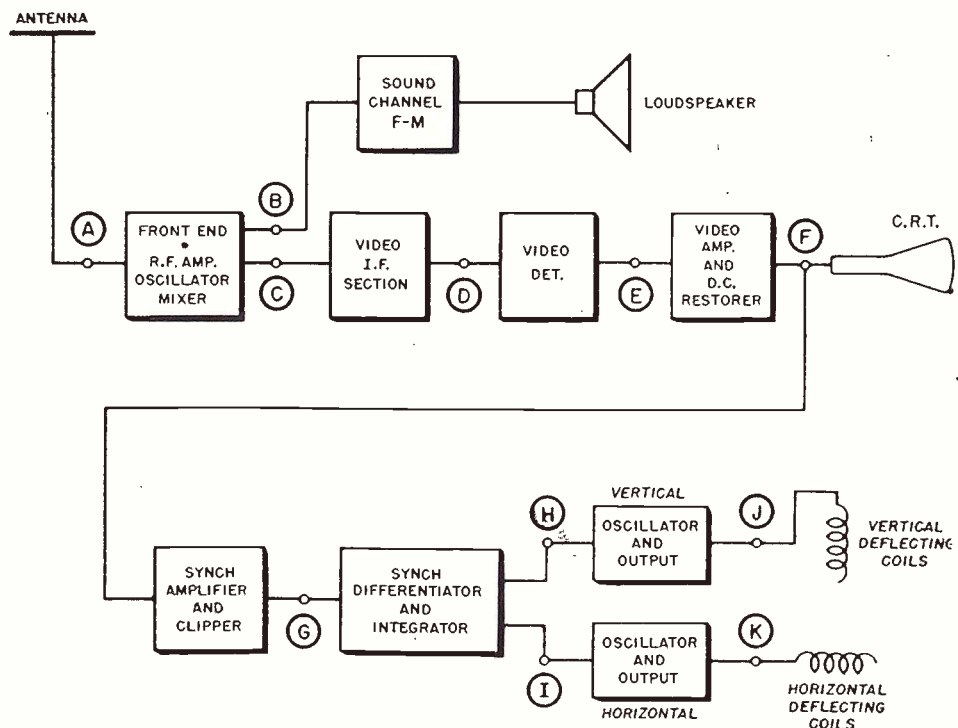 ANTENNA
SOUND
CHANNEL
F-M
LOUDSPEAKER
A
FRONT END
•
R.F. AMP.
OSCILLATOR
MIXER
B
C
VIDEO
I.F.
SECTION
D
VIDEO
DET.
E
VIDEO
AMP.
AND
D.C.
RESTORER
F
C.R.T.
SYNCH
AMPLIFIER
AND
CLIPPER
G
SYNCH
DIFFERENTIATOR
AND
INTEGRATOR
H
VERTICAL
OSCILLATOR
AND
OUTPUT
J
VERTICAL
DEFLECTING
COILS
I
OSCILLATOR
AND
OUTPUT
HORIZONTAL
K
HORIZONTAL
DEFLECTING
COILS